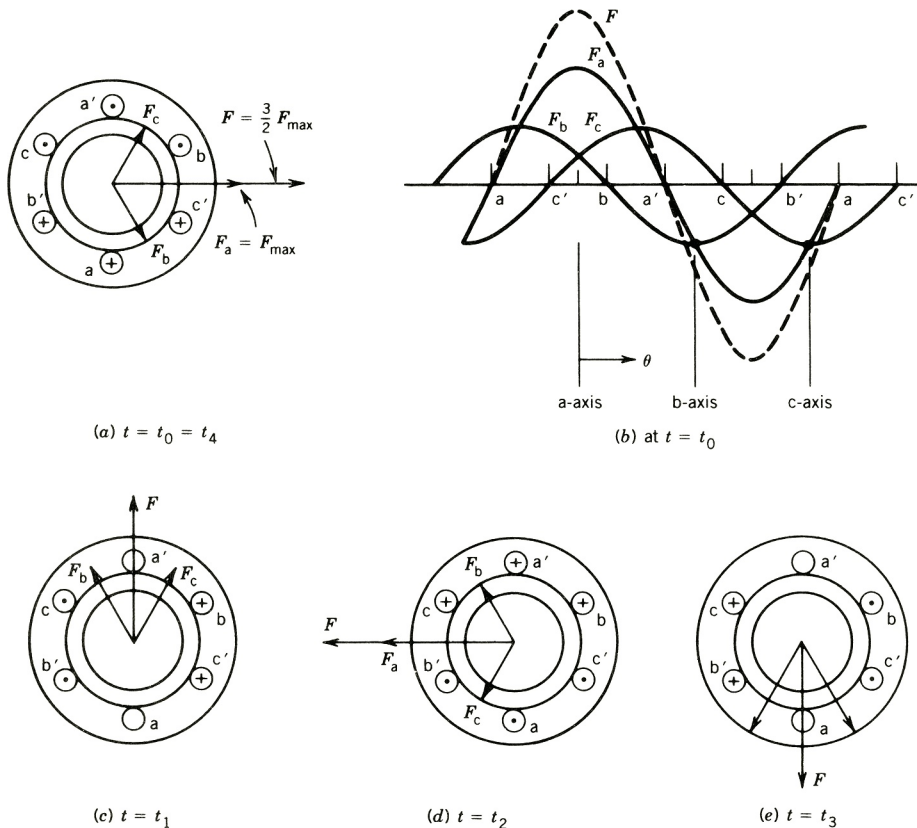 a′
F_c
F = 3/2 F_max
c
b
b′
c′
F_a = F_max
F_b
a
(a) t = t_0 = t_4
F
F_a
F_b
F_c
a
c′
b
a′
c
b′
a
c′
θ
a-axis
b-axis
c-axis
(b) at t = t_0
F
a′
F_b
F_c
c
b
b′
c′
a
(c) t = t_1
a′
F_b
c
b
F
F_a
b′
c′
F_c
a
(d) t = t_2
a′
c
b
b′
c′
a
F
(e) t = t_3